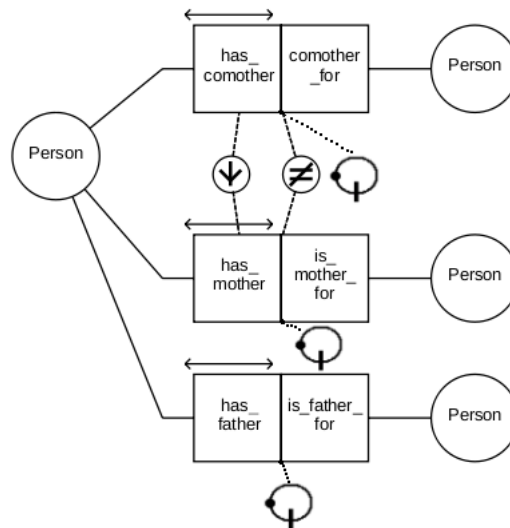 has_
comother
comother
_for
Person
Person
has_
mother
is_
mother_
for
Person
has_
father
is_father_
for
Person